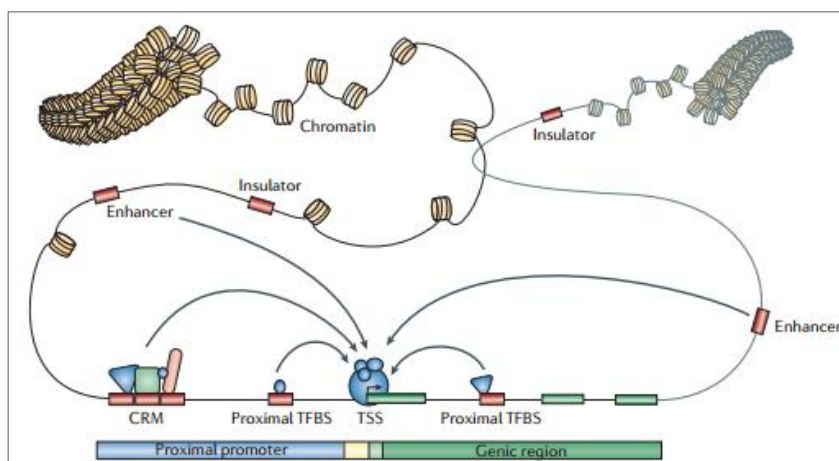 Chromatin
Insulator
Insulator
Enhancer
Enhancer
CRM
Proximal TFBS
TSS
Proximal TFBS
Proximal promoter
Genic region